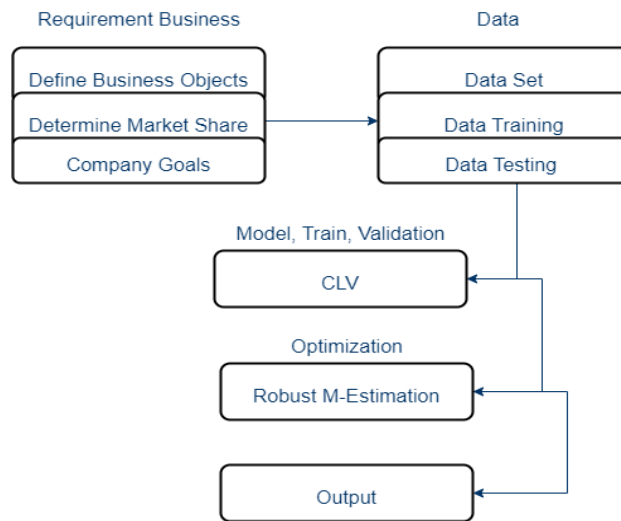 Requirement Business
Define Business Objects
Determine Market Share
Company Goals
Data
Data Set
Data Training
Data Testing
Model, Train, Validation
CLV
Optimization
Robust M-Estimation
Output